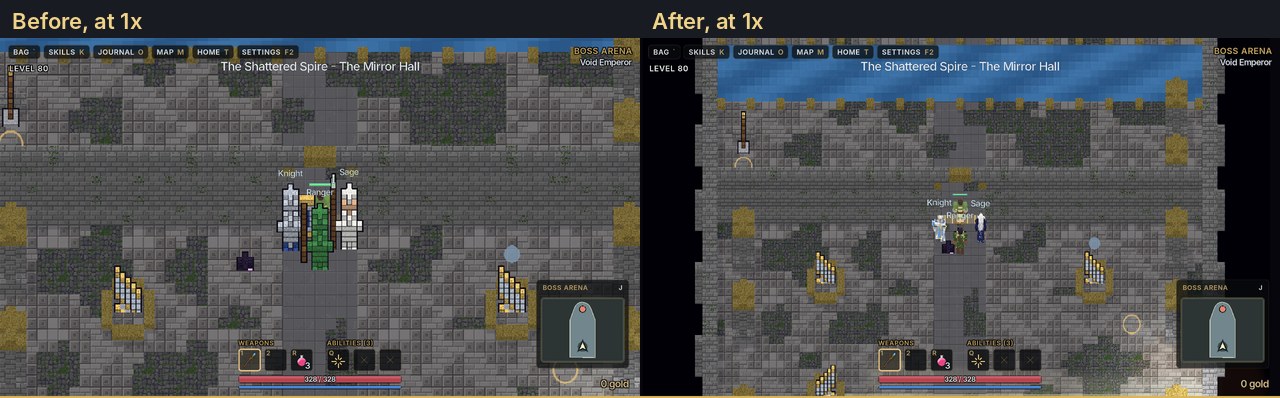 Before, at 1x
BAG ` SKILLS K JOURNAL O MAP M HOME T SETTINGS F2
BOSS ARENA
Void Emperor
LEVEL 80
The Shattered Spire - The Mirror Hall
Knight
Sage
Ranger
BOSS ARENA J
WEAPONS
ABILITIES (3)
2
R
3
Q
328 / 328
0 gold
After, at 1x
BAG ` SKILLS K JOURNAL O MAP M HOME T SETTINGS F2
BOSS ARENA
Void Emperor
LEVEL 80
The Shattered Spire - The Mirror Hall
Knight
Sage
Ranger
BOSS ARENA J
WEAPONS
ABILITIES (3)
2
R
3
Q
328 / 328
0 gold